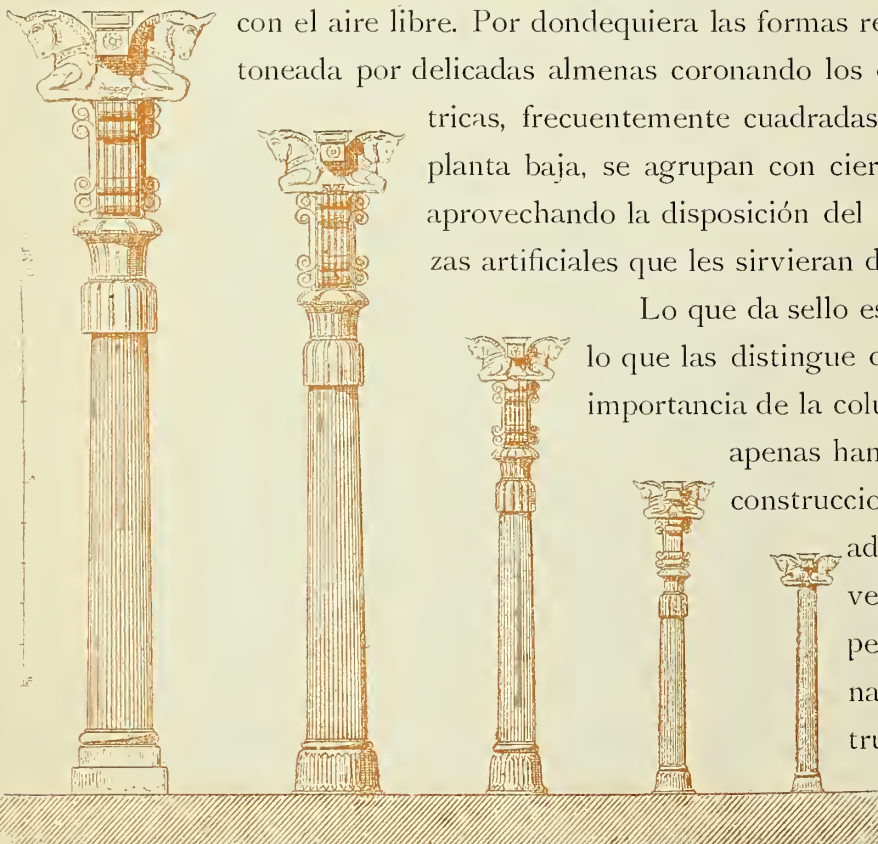 con el aire libre. Por dondequiera las formas re
toneada por delicadas almenas coronando los
tricas, frecuentemente cuadradas
planta baja, se agrupan con cier
aprovechando la disposición del
zas artificiales que les sirvieran d
Lo que da sello es
lo que las distingue
importancia de la colu
apenas han
construccio
ad
ve
pe
na
tru